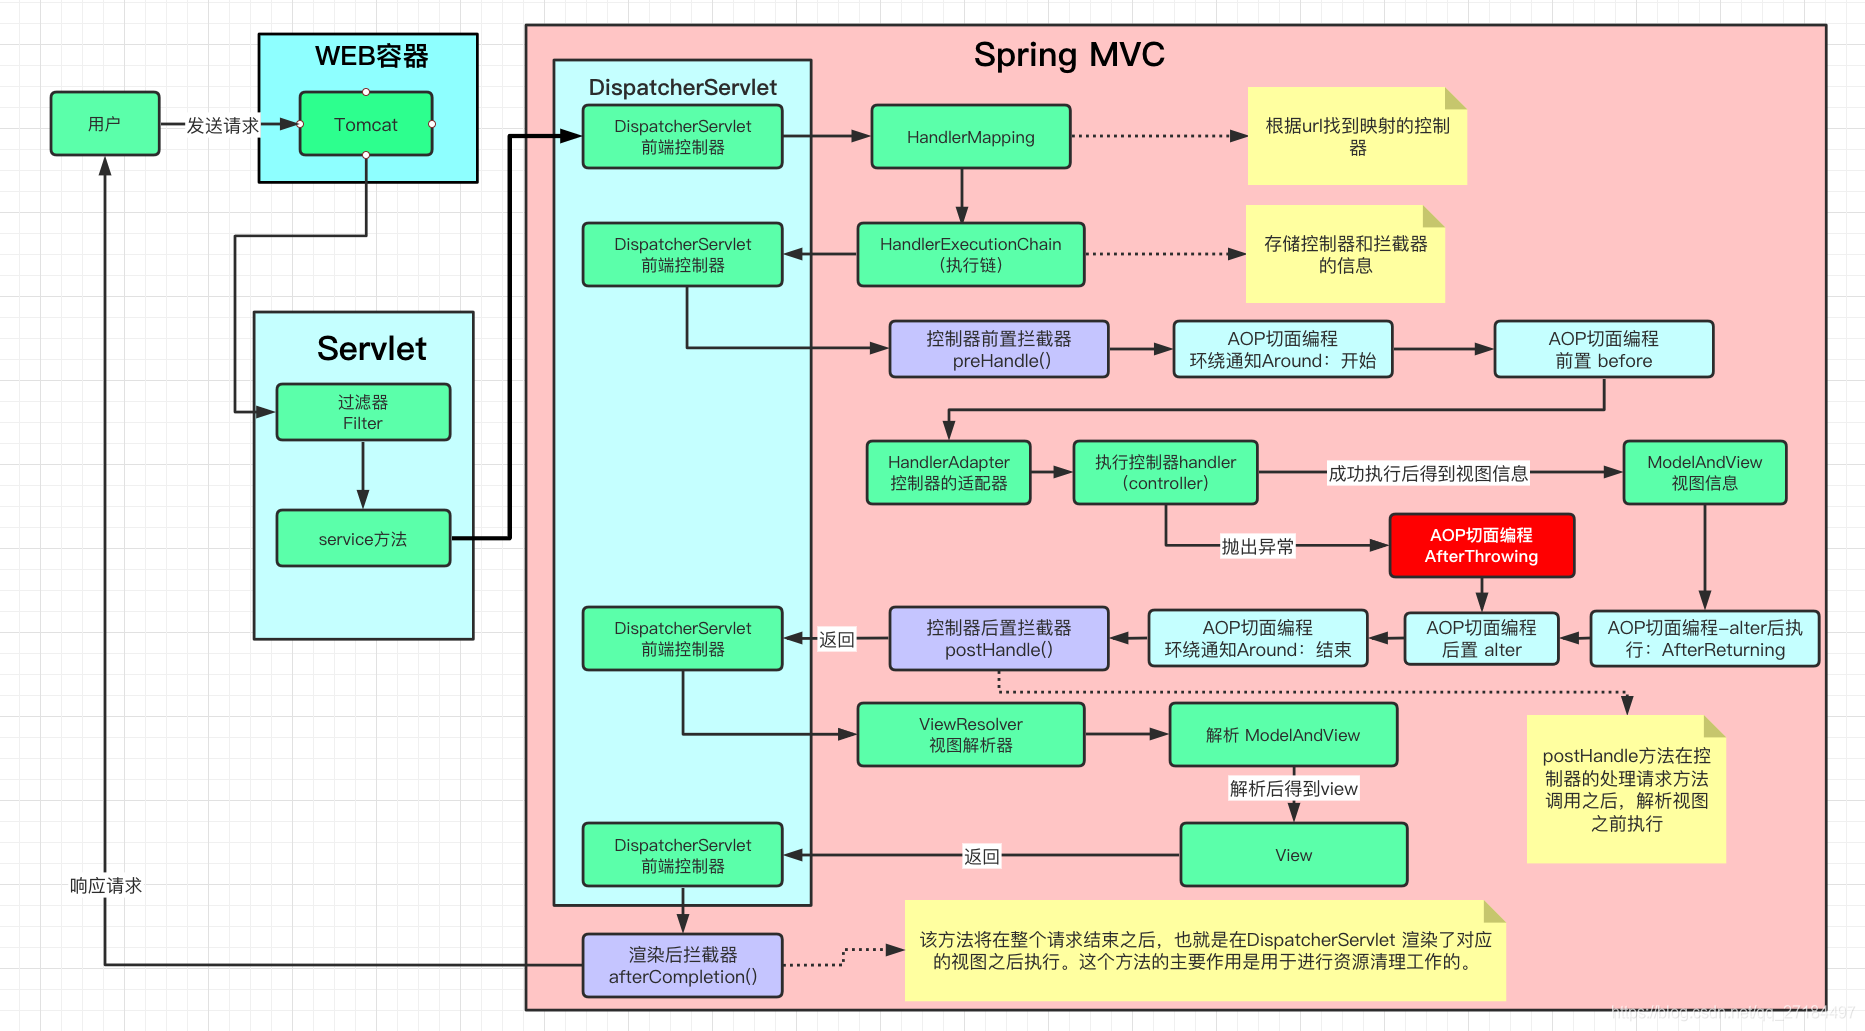 WEB容器
用户
发送请求
Tomcat
Servlet
过滤器
Filter
service方法
响应请求
Spring MVC
DispatcherServlet
DispatcherServlet
前端控制器
HandlerMapping
根据url找到映射的控制
器
DispatcherServlet
前端控制器
HandlerExecutionChain
（执行链）
存储控制器和拦截器
的信息
控制器前置拦截器
preHandle()
AOP切面编程
环绕通知Around：开始
AOP切面编程
前置 before
HandlerAdapter
控制器的适配器
执行控制器handler
（controller）
成功执行后得到视图信息
ModelAndView
视图信息
抛出异常
AOP切面编程
AfterThrowing
DispatcherServlet
前端控制器
返回
控制器后置拦截器
postHandle()
AOP切面编程
环绕通知Around：结束
AOP切面编程
后置 alter
AOP切面编程-alter后执
行：AfterReturning
ViewResolver
视图解析器
解析 ModelAndView
解析后得到view
postHandle方法在控
制器的处理请求方法
调用之后，解析视图
之前执行
DispatcherServlet
前端控制器
返回
View
渲染后拦截器
afterCompletion()
该方法将在整个请求结束之后，也就是在DispatcherServlet 渲染了对应
的视图之后执行。这个方法的主要作用是用于进行资源清理工作的。
https://blog.csdn.net/qq_27184497